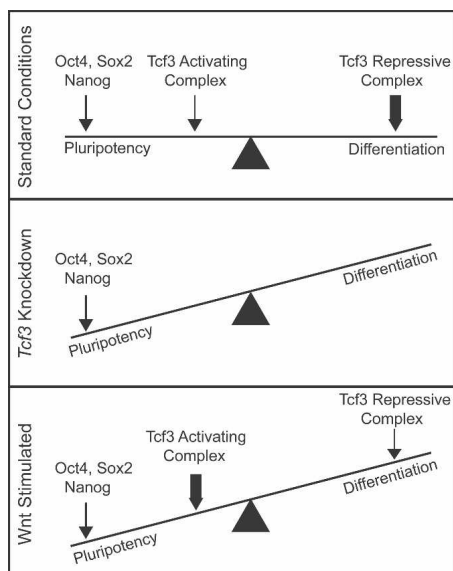 Standard Conditions
Oct4, Sox2
Nanog
Tcf3 Activating
Complex
Tcf3 Repressive
Complex
Pluripotency
Differentiation
Tcf3 Knockdown
Oct4, Sox2
Nanog
Differentiation
Pluripotency
Wnt Stimulated
Oct4, Sox2
Nanog
Tcf3 Activating
Complex
Tcf3 Repressive
Complex
Differentiation
Pluripotency